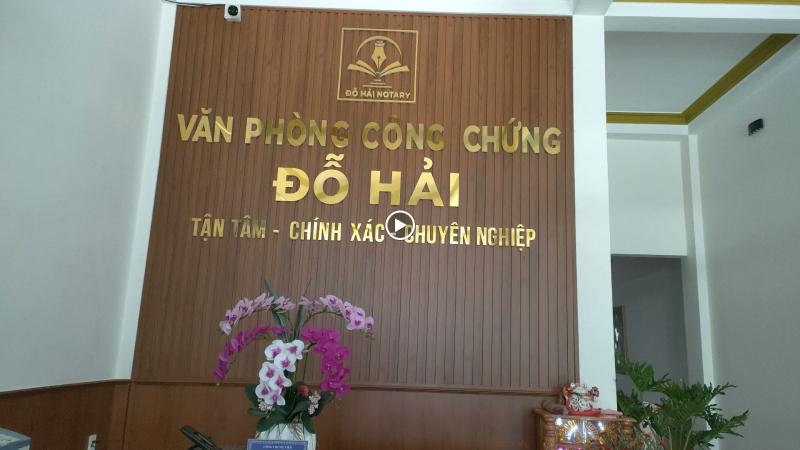 ĐỖ HẢI NOTARY
VĂN PHÒNG CÔNG CHỨNG
ĐỖ HẢI
TẬN TÂM - CHÍNH XÁC - CHUYÊN NGHIỆP